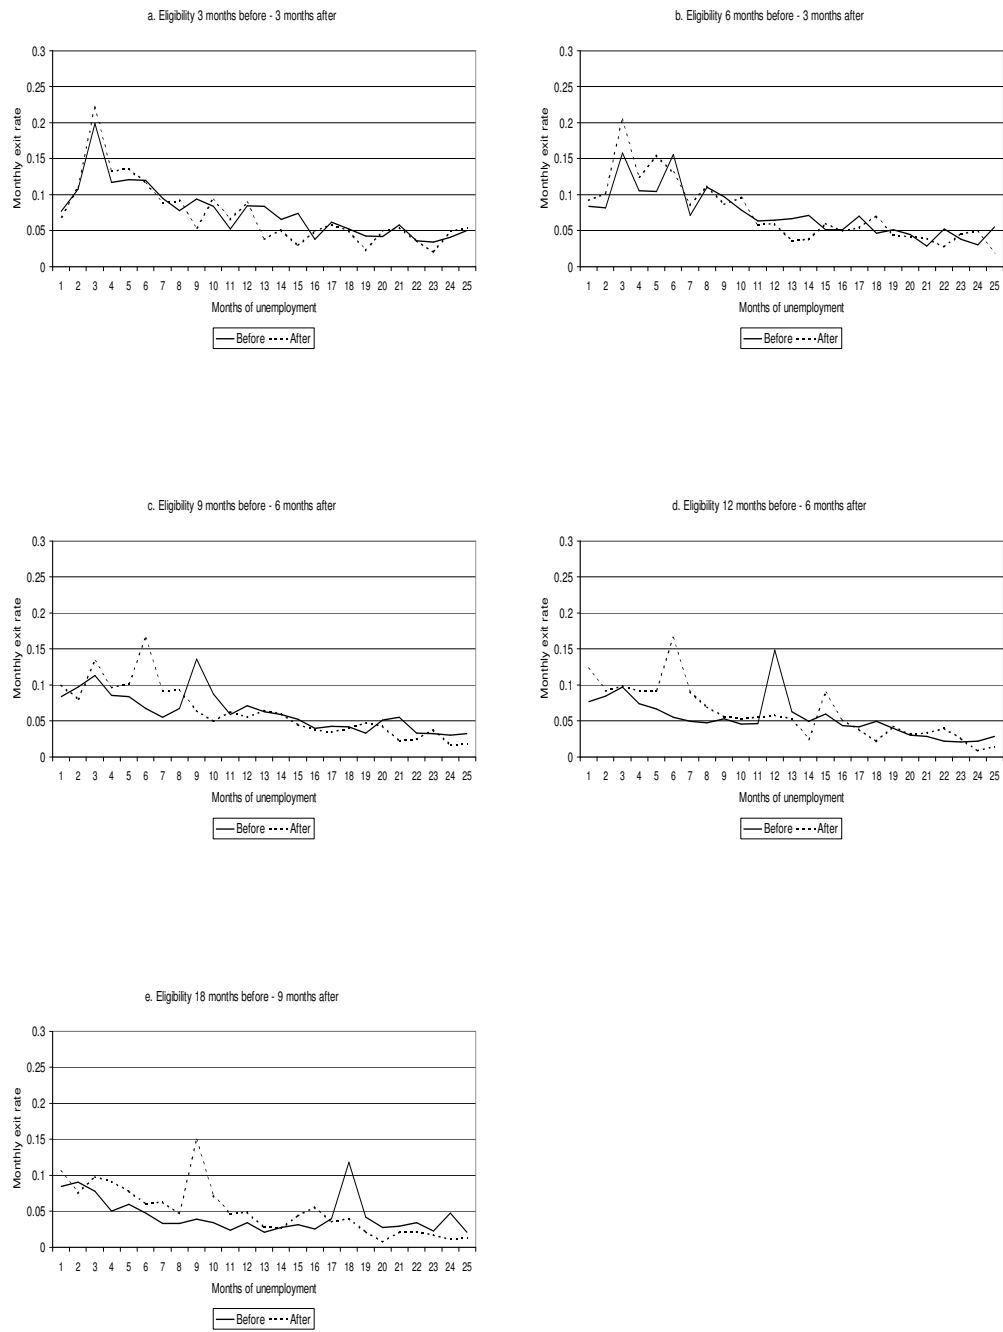 a. Eligibility 3 months before - 3 months after
0.3
0.25
0.2
0.15
0.1
0.05
0
Monthly exit rate
1 2 3 4 5 6 7 8 9 10 11 12 13 14 15 16 17 18 19 20 21 22 23 24 25
Months of unemployment
Before After
b. Eligibility 6 months before - 3 months after
0.3
0.25
0.2
0.15
0.1
0.05
0
Monthly exit rate
1 2 3 4 5 6 7 8 9 10 11 12 13 14 15 16 17 18 19 20 21 22 23 24 25
Months of unemployment
Before After
c. Eligibility 9 months before - 6 months after
0.3
0.25
0.2
0.15
0.1
0.05
0
Monthly exit rate
1 2 3 4 5 6 7 8 9 10 11 12 13 14 15 16 17 18 19 20 21 22 23 24 25
Months of unemployment
Before After
d. Eligibility 12 months before - 6 months after
0.3
0.25
0.2
0.15
0.1
0.05
0
Monthly exit rate
1 2 3 4 5 6 7 8 9 10 11 12 13 14 15 16 17 18 19 20 21 22 23 24 25
Months of unemployment
Before After
e. Eligibility 18 months before - 9 months after
0.3
0.25
0.2
0.15
0.1
0.05
0
Monthly exit rate
1 2 3 4 5 6 7 8 9 10 11 12 13 14 15 16 17 18 19 20 21 22 23 24 25
Months of unemployment
Before After